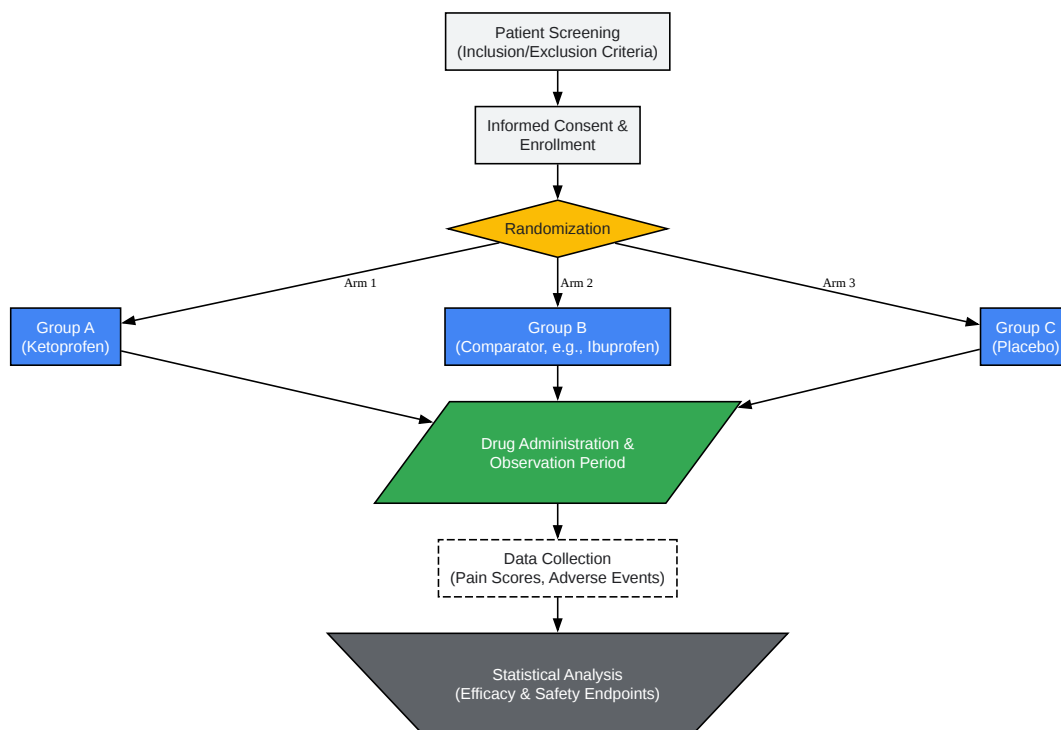 Patient Screening
(Inclusion/Exclusion Criteria)
Informed Consent &
Enrollment
Randomization
Arm 1
Arm 2
Arm 3
Group A
(Ketoprofen)
Group B
(Comparator, e.g., Ibuprofen)
Group C
(Placebo)
Drug Administration &
Observation Period
Data Collection
(Pain Scores, Adverse Events)
Statistical Analysis
(Efficacy & Safety Endpoints)